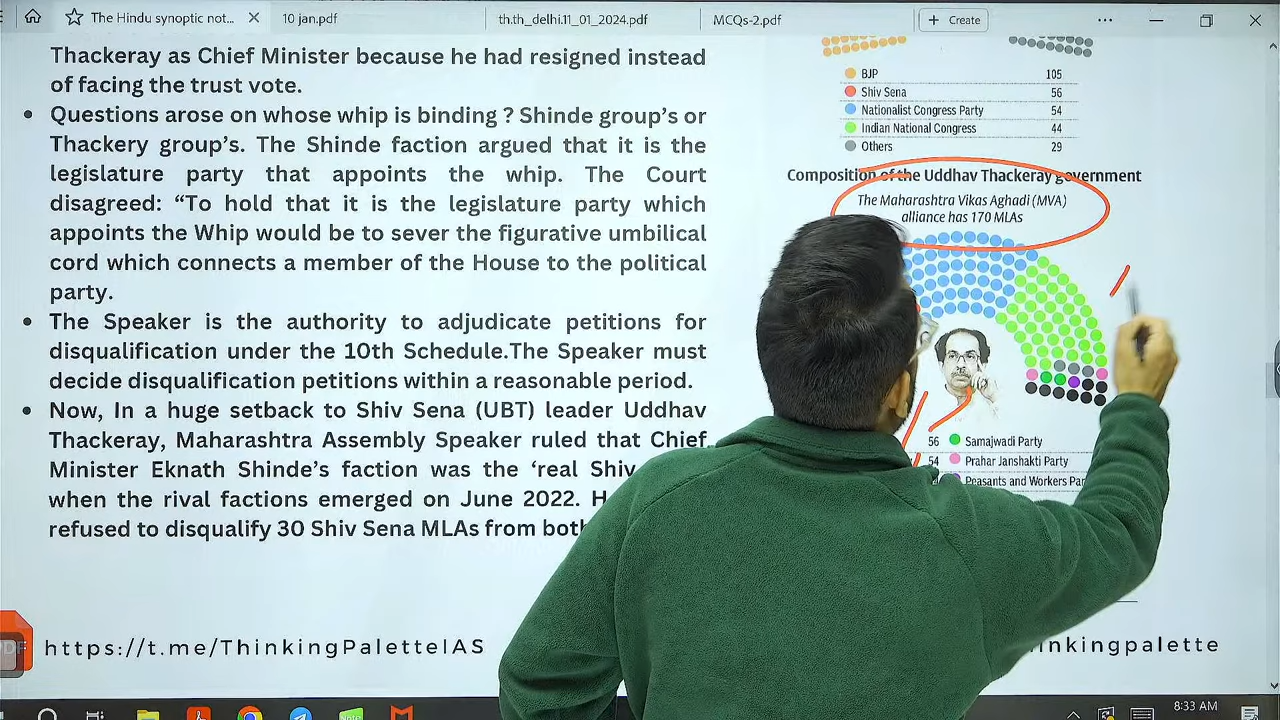 The Hindu synoptic not...
10 jan.pdf
th.th_delhi.11_01_2024.pdf
MCQs-2.pdf
+ Create
Thackeray as Chief Minister because he had resigned instead
of facing the trust vote.
• Questions arose on whose whip is binding ? Shinde group's or
Thackery group's. The Shinde faction argued that it is the
legislature party that appoints the whip. The Court
disagreed: “To hold that it is the legislature party which
appoints the Whip would be to sever the figurative umbilical
cord which connects a member of the House to the political
party.
• The Speaker is the authority to adjudicate petitions for
disqualification under the 10th Schedule.The Speaker must
decide disqualification petitions within a reasonable period.
• Now, In a huge setback to Shiv Sena (UBT) leader Uddhav
Thackeray, Maharashtra Assembly Speaker ruled that Chief
Minister Eknath Shinde's faction was the ‘real Shiv
when the rival factions emerged on June 2022. H
refused to disqualify 30 Shiv Sena MLAs from both
BJP 105
Shiv Sena 56
Nationalist Congress Party 54
Indian National Congress 44
Others 29
Composition of the Uddhav Thackeray government
The Maharashtra Vikas Aghadi (MVA)
alliance has 170 MLAs
56 Samajwadi Party
54 Prahar Janshakti Party
Peasants and Workers Par
https://t.me/ThinkingPaletteIAS
inkingpalette
8:33 AM